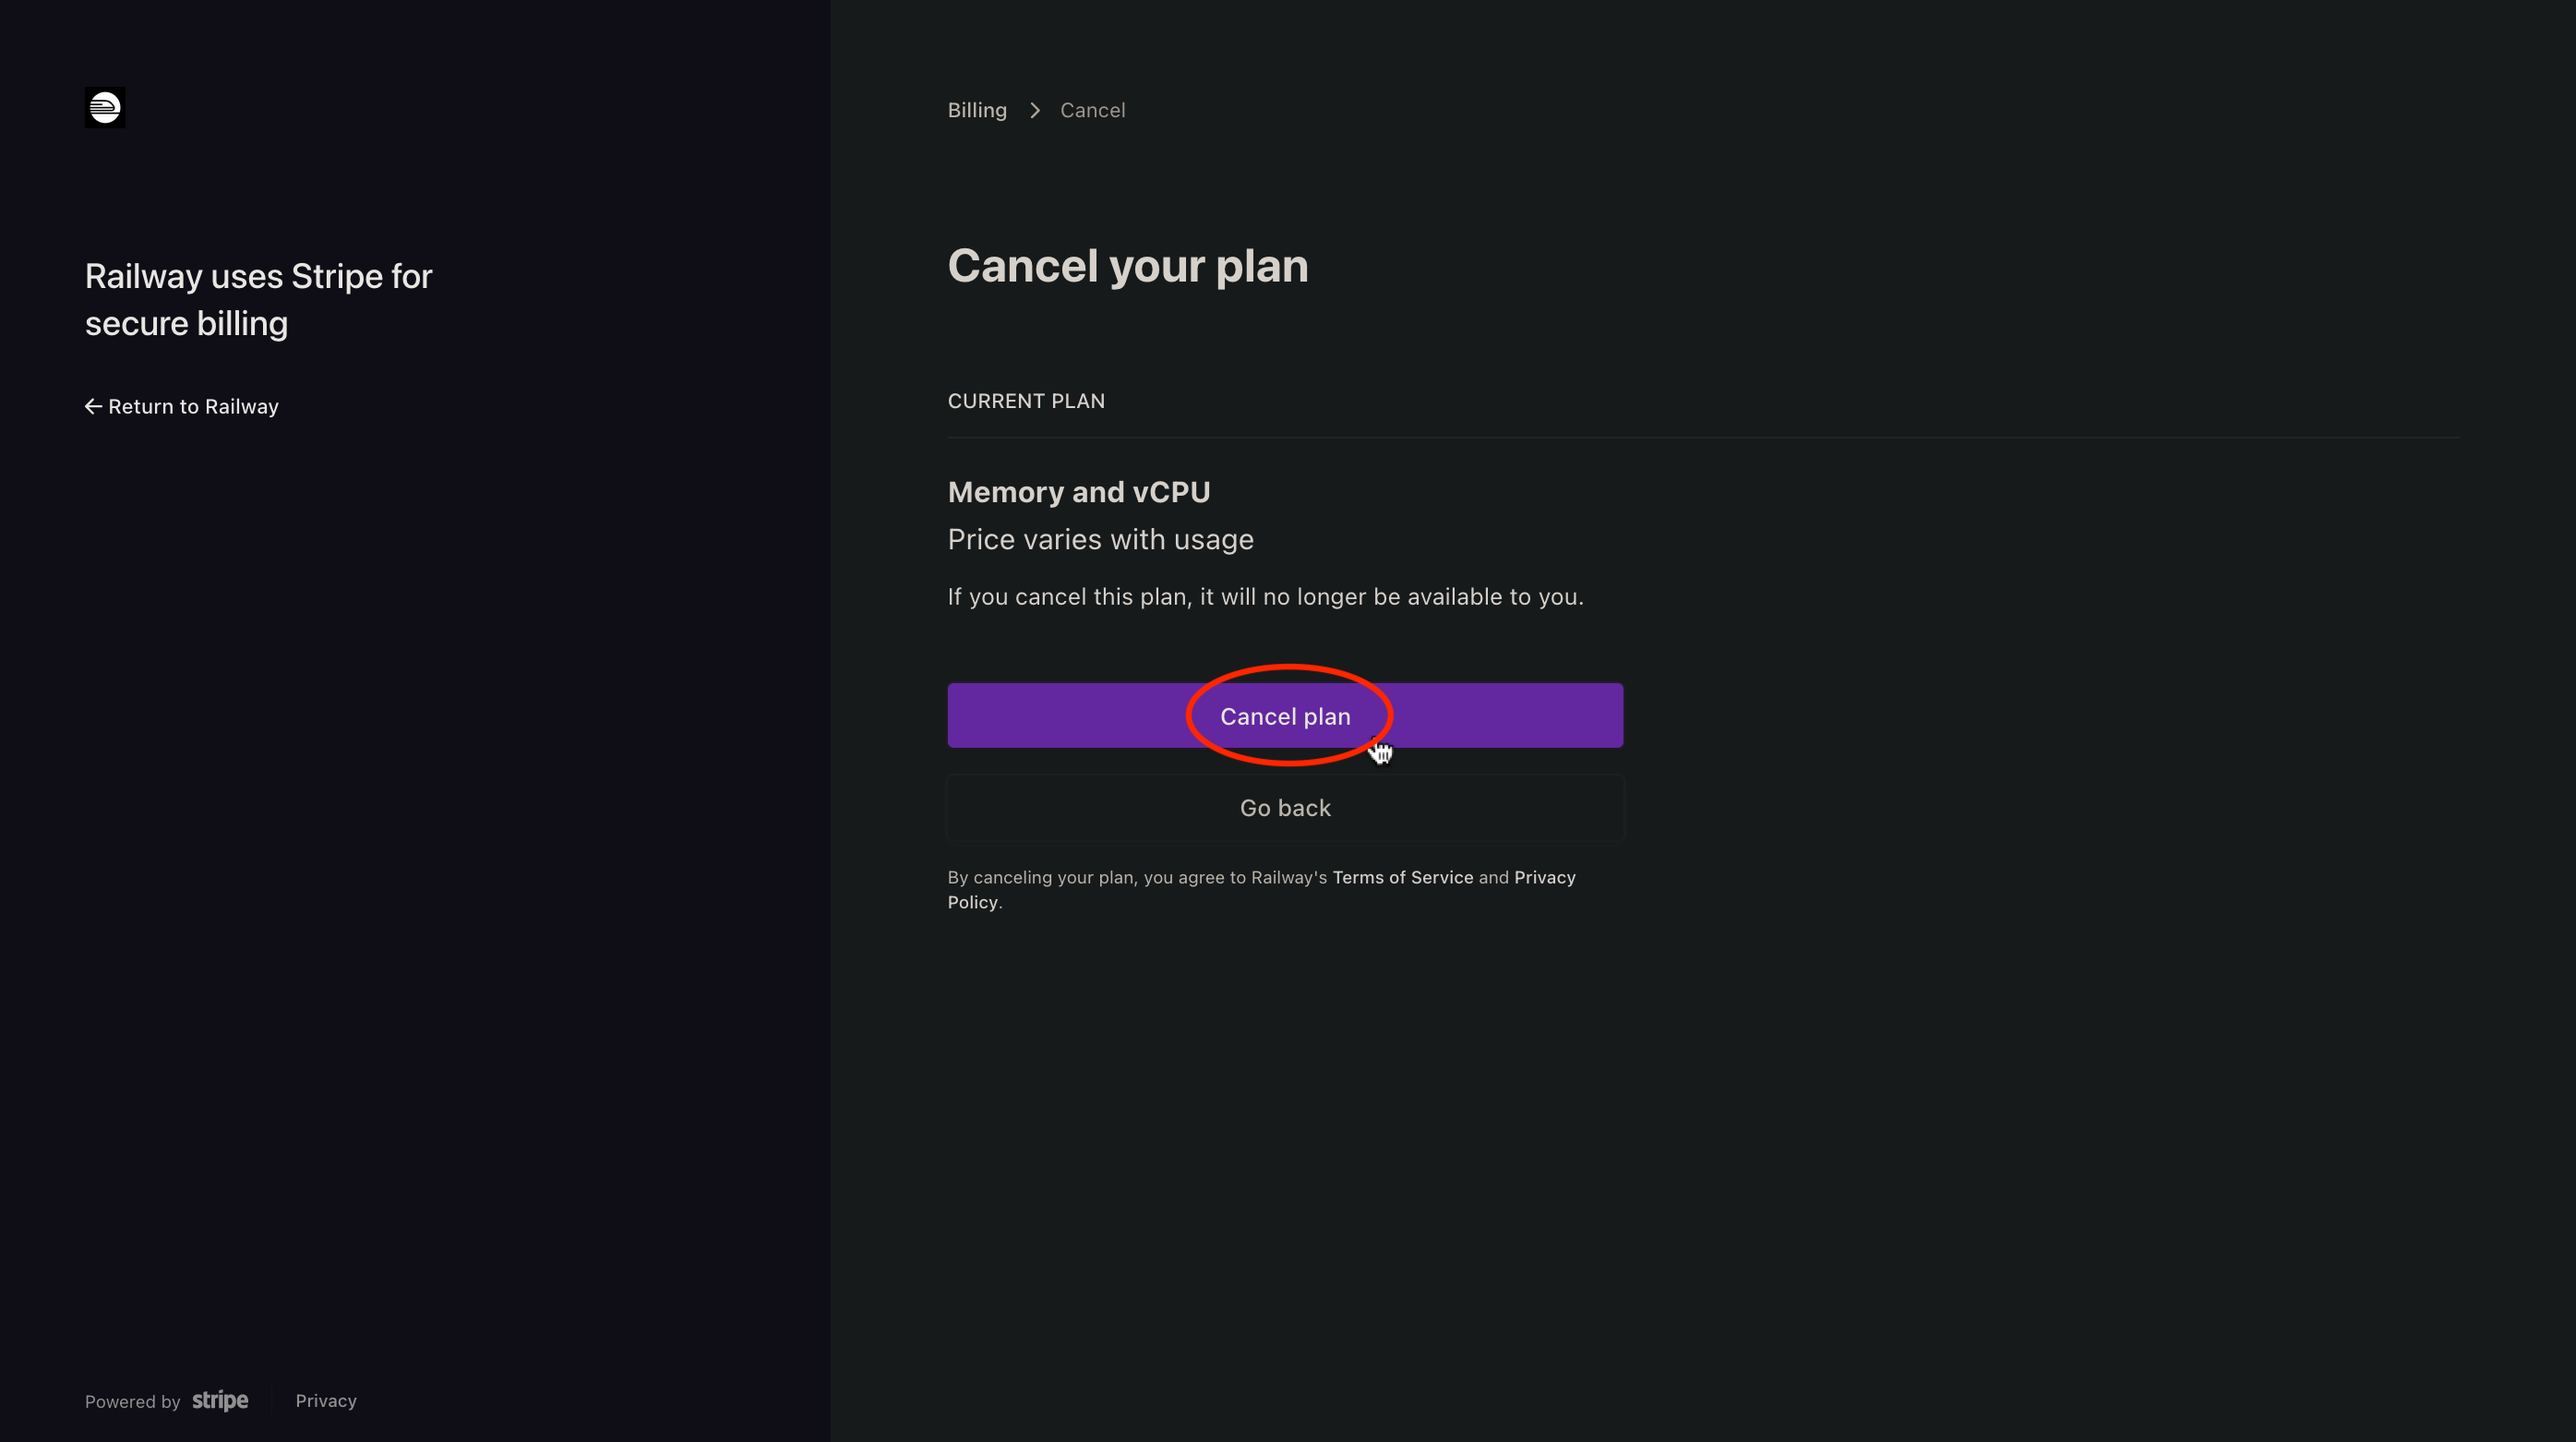 Railway uses Stripe for
secure billing
← Return to Railway
Powered by stripe
Privacy
Billing > Cancel
Cancel your plan
CURRENT PLAN
Memory and vCPU
Price varies with usage
If you cancel this plan, it will no longer be available to you.
Cancel plan
Go back
By canceling your plan, you agree to Railway's Terms of Service and Privacy
Policy.